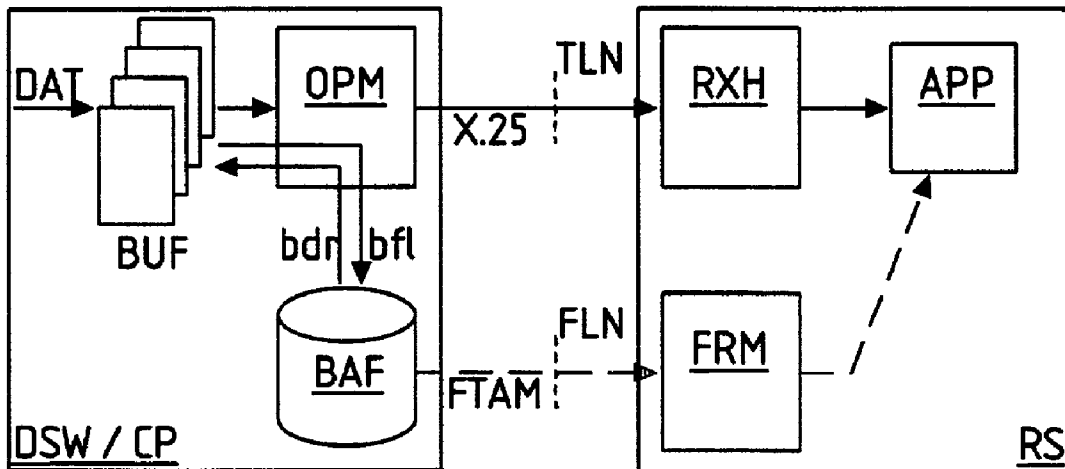 DAT
OPM
TLN
RXH
APP
X.25
BUF
bdr
bfl
BAF
FTAM
FLN
FRM
DSW / CP
RS